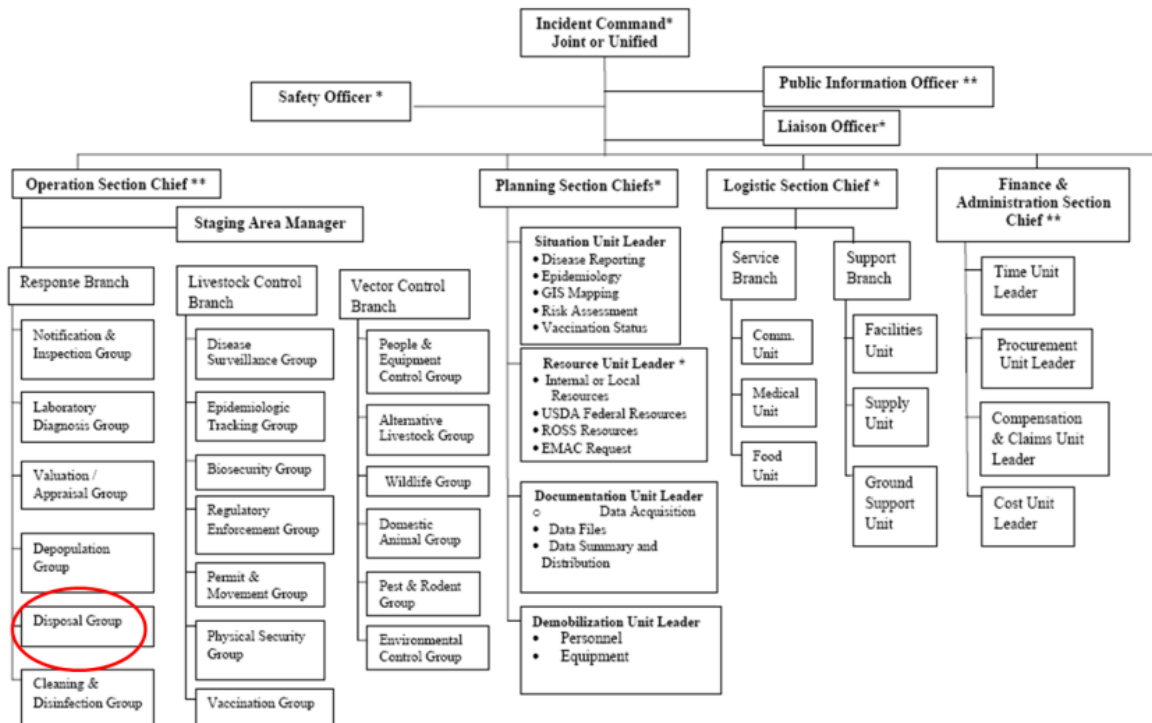 Incident Command*
Joint or Unified
Safety Officer *
Public Information Officer **
Liaison Officer*
Operation Section Chief **
Staging Area Manager
Response Branch
Notification &
Inspection Group
Laboratory
Diagnosis Group
Valuation /
Appraisal Group
Depopulation
Group
Disposal Group
Cleaning &
Disinfection Group
Livestock Control
Branch
Disease
Surveillance Group
Epidemiologic
Tracking Group
Biosecurity Group
Regulatory
Enforcement Group
Permit &
Movement Group
Physical Security
Group
Vaccination Group
Vector Control
Branch
People &
Equipment
Control Group
Alternative
Livestock Group
Wildlife Group
Domestic
Animal Group
Pest & Rodent
Group
Environmental
Control Group
Planning Section Chiefs*
Situation Unit Leader
• Disease Reporting
• Epidemiology
• GIS Mapping
• Risk Assessment
• Vaccination Status
Resource Unit Leader *
• Internal or Local
Resources
• USDA Federal Resources
• ROSS Resources
• EMAC Request
Documentation Unit Leader
o Data Acquisition
• Data Files
• Data Summary and
Distribution
Demobilization Unit Leader
• Personnel
• Equipment
Logistic Section Chief *
Service
Branch
Comm.
Unit
Medical
Unit
Food
Unit
Support
Branch
Facilities
Unit
Supply
Unit
Ground
Support
Unit
Finance &
Administration Section
Chief **
Time Unit
Leader
Procurement
Unit Leader
Compensation
& Claims Unit
Leader
Cost Unit
Leader